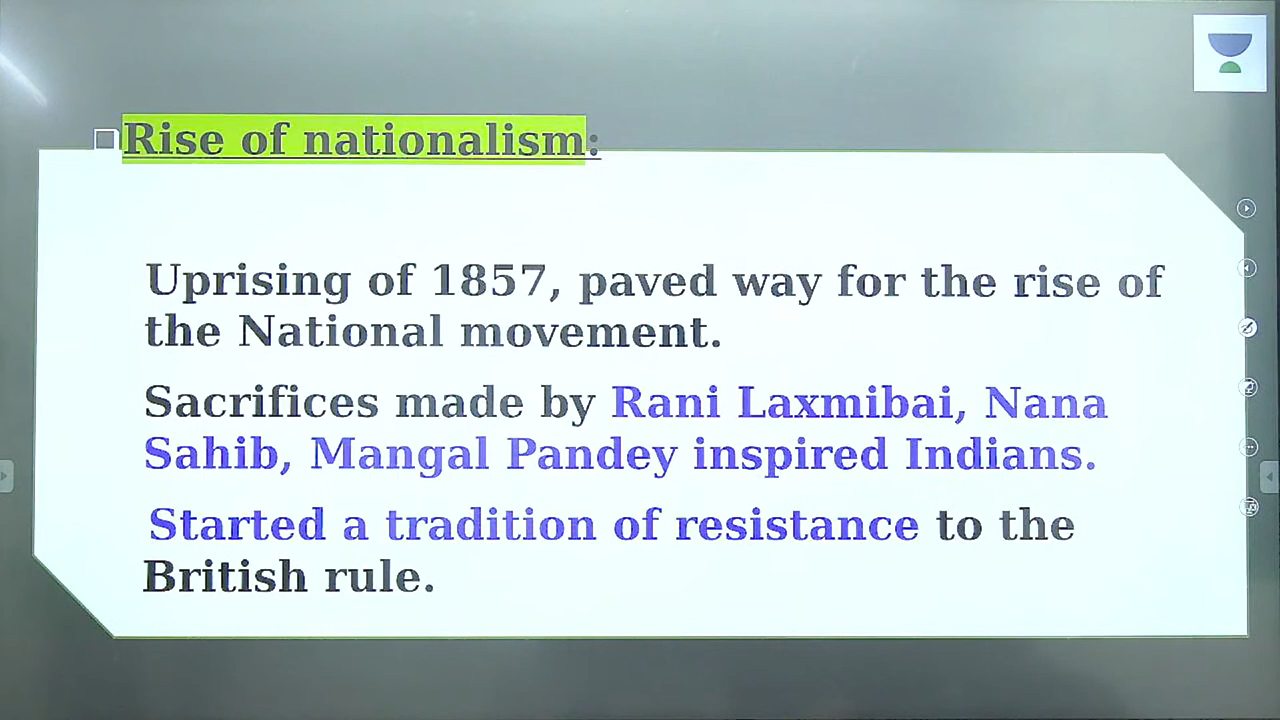 Rise of nationalism:
Uprising of 1857, paved way for the rise of
the National movement.
Sacrifices made by Rani Laxmibai, Nana
Sahib, Mangal Pandey inspired Indians.
Started a tradition of resistance to the
British rule.